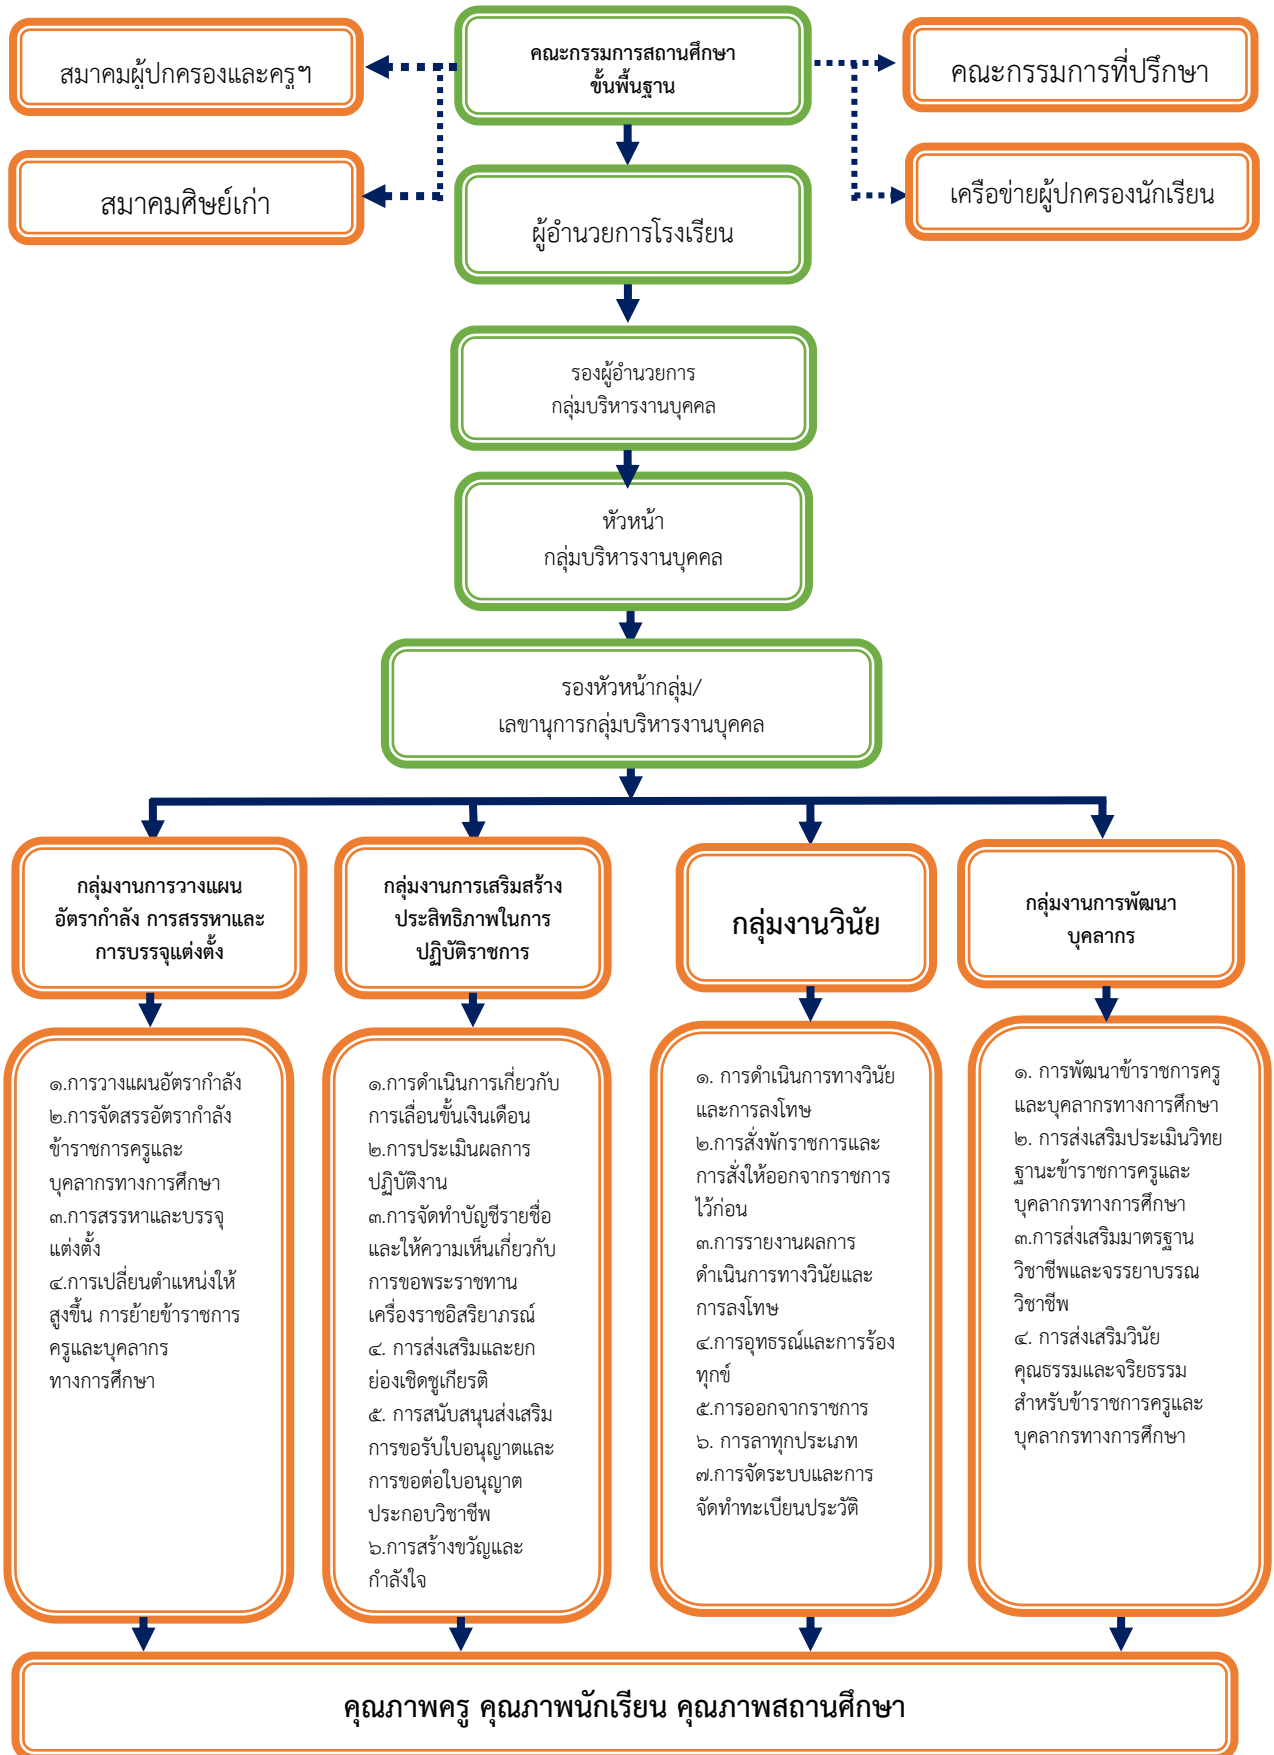 สมาคมผู้ปกครองและครูฯ
คณะกรรมการสถานศึกษา
ขั้นพื้นฐาน
คณะกรรมการที่ปรึกษา
สมาคมศิษย์เก่า
เครือข่ายผู้ปกครองนักเรียน
ผู้อำนวยการโรงเรียน
รองผู้อำนวยการ
กลุ่มบริหารงานบุคคล
หัวหน้า
กลุ่มบริหารงานบุคคล
รองหัวหน้ากลุ่ม/
เลขานุการกลุ่มบริหารงานบุคคล
กลุ่มงานการวางแผน
อัตรากำลัง การสรรหาและ
การบรรจุแต่งตั้ง
กลุ่มงานการเสริมสร้าง
ประสิทธิภาพในการ
ปฏิบัติราชการ
กลุ่มงานวินัย
กลุ่มงานการพัฒนา
บุคลากร
๑.การวางแผนอัตรากำลัง
๒.การจัดสรรอัตรากำลัง
ข้าราชการครูและ
บุคลากรทางการศึกษา
๓.การสรรหาและบรรจุ
แต่งตั้ง
๔.การเปลี่ยนตำแหน่งให้
สูงขึ้น การย้ายข้าราชการ
ครูและบุคลากร
ทางการศึกษา
๑.การดำเนินการเกี่ยวกับ
การเลื่อนขั้นเงินเดือน
๒.การประเมินผลการ
ปฏิบัติงาน
๓.การจัดทำบัญชีรายชื่อ
และให้ความเห็นเกี่ยวกับ
การขอพระราชทาน
เครื่องราชอิสริยาภรณ์
๔. การส่งเสริมและยก
ย่องเชิดชูเกียรติ
๕. การสนับสนุนส่งเสริม
การขอรับใบอนุญาตและ
การขอต่อใบอนุญาต
ประกอบวิชาชีพ
๖.การสร้างขวัญและ
กำลังใจ
๑. การดำเนินการทางวินัย
และการลงโทษ
๒.การสั่งพักราชการและ
การสั่งให้ออกจากราชการ
ไว้ก่อน
๓.การรายงานผลการ
ดำเนินการทางวินัยและ
การลงโทษ
๔.การอุทธรณ์และการร้อง
ทุกข์
๕.การออกจากราชการ
๖. การลาทุกประเภท
๗.การจัดระบบและการ
จัดทำทะเบียนประวัติ
๑. การพัฒนาข้าราชการครู
และบุคลากรทางการศึกษา
๒. การส่งเสริมประเมินวิทย
ฐานะข้าราชการครูและ
บุคลากรทางการศึกษา
๓.การส่งเสริมมาตรฐาน
วิชาชีพและจรรยาบรรณ
วิชาชีพ
๔. การส่งเสริมวินัย
คุณธรรมและจริยธรรม
สำหรับข้าราชการครูและ
บุคลากรทางการศึกษา
คุณภาพครู คุณภาพนักเรียน คุณภาพสถานศึกษา